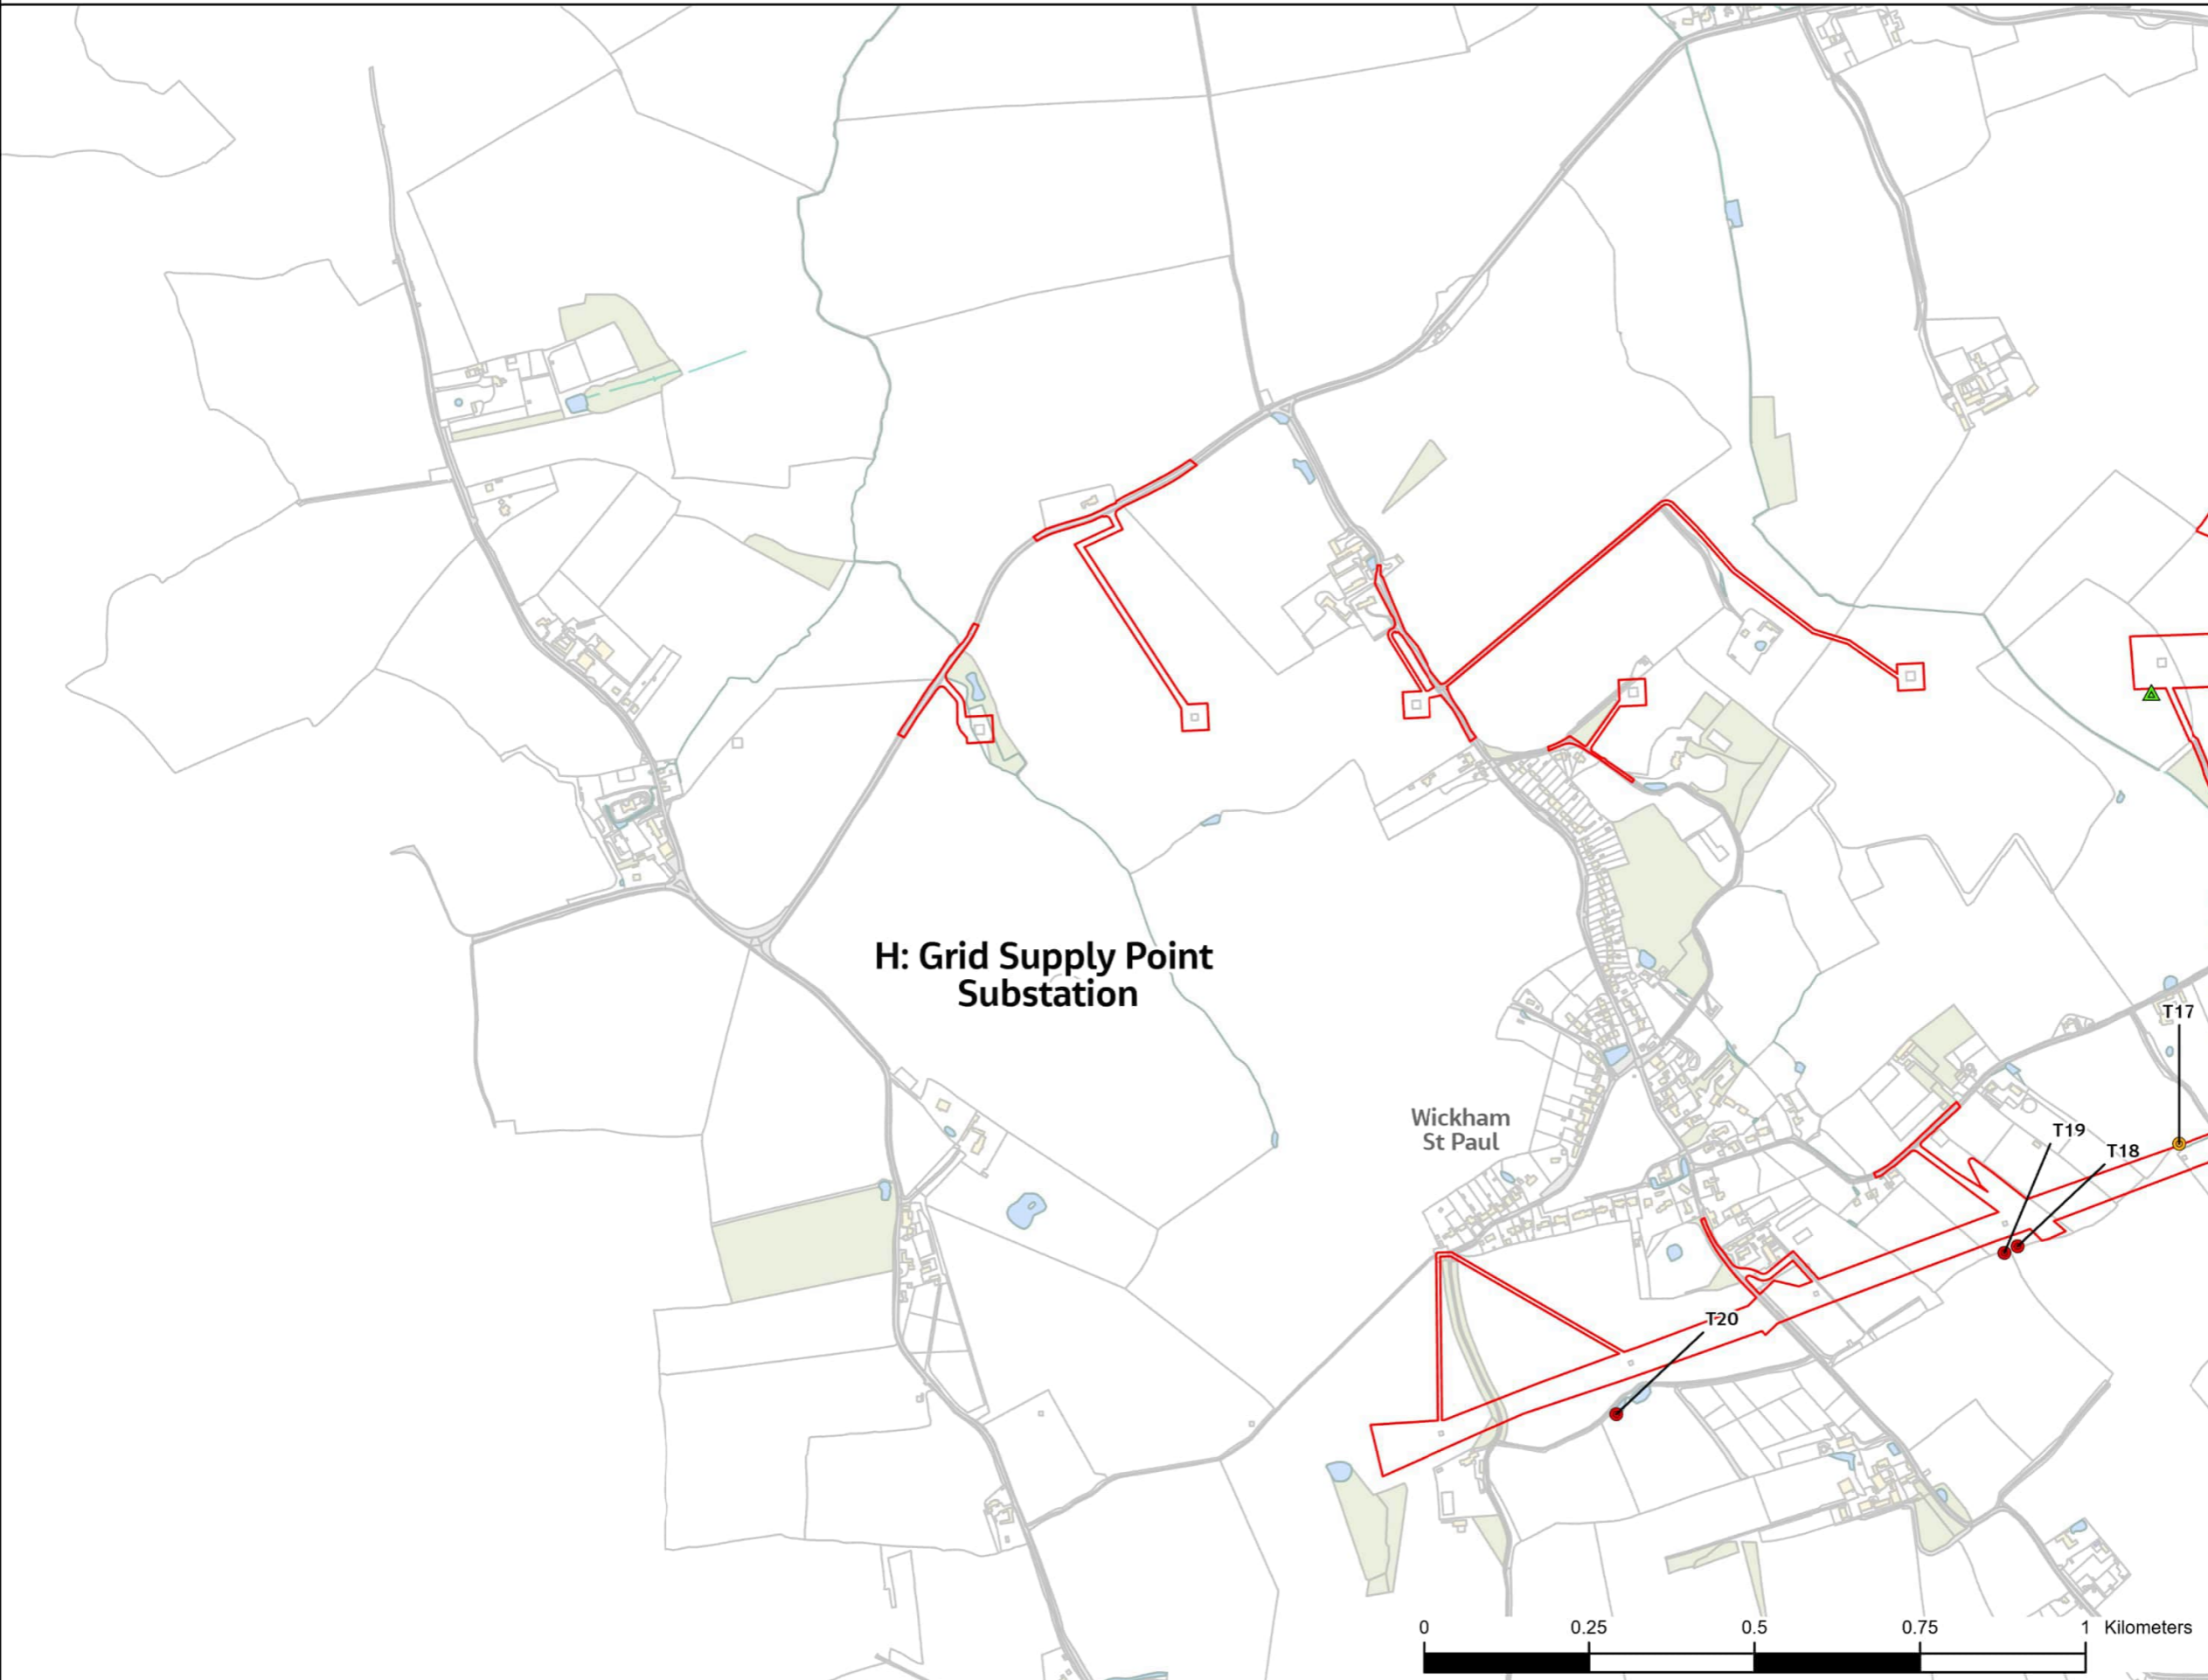 H: Grid Supply Point
Substation
T17
Wickham
St Paul
T19
T18
T20
0 0.25 0.5 0.75 1 Kilometers